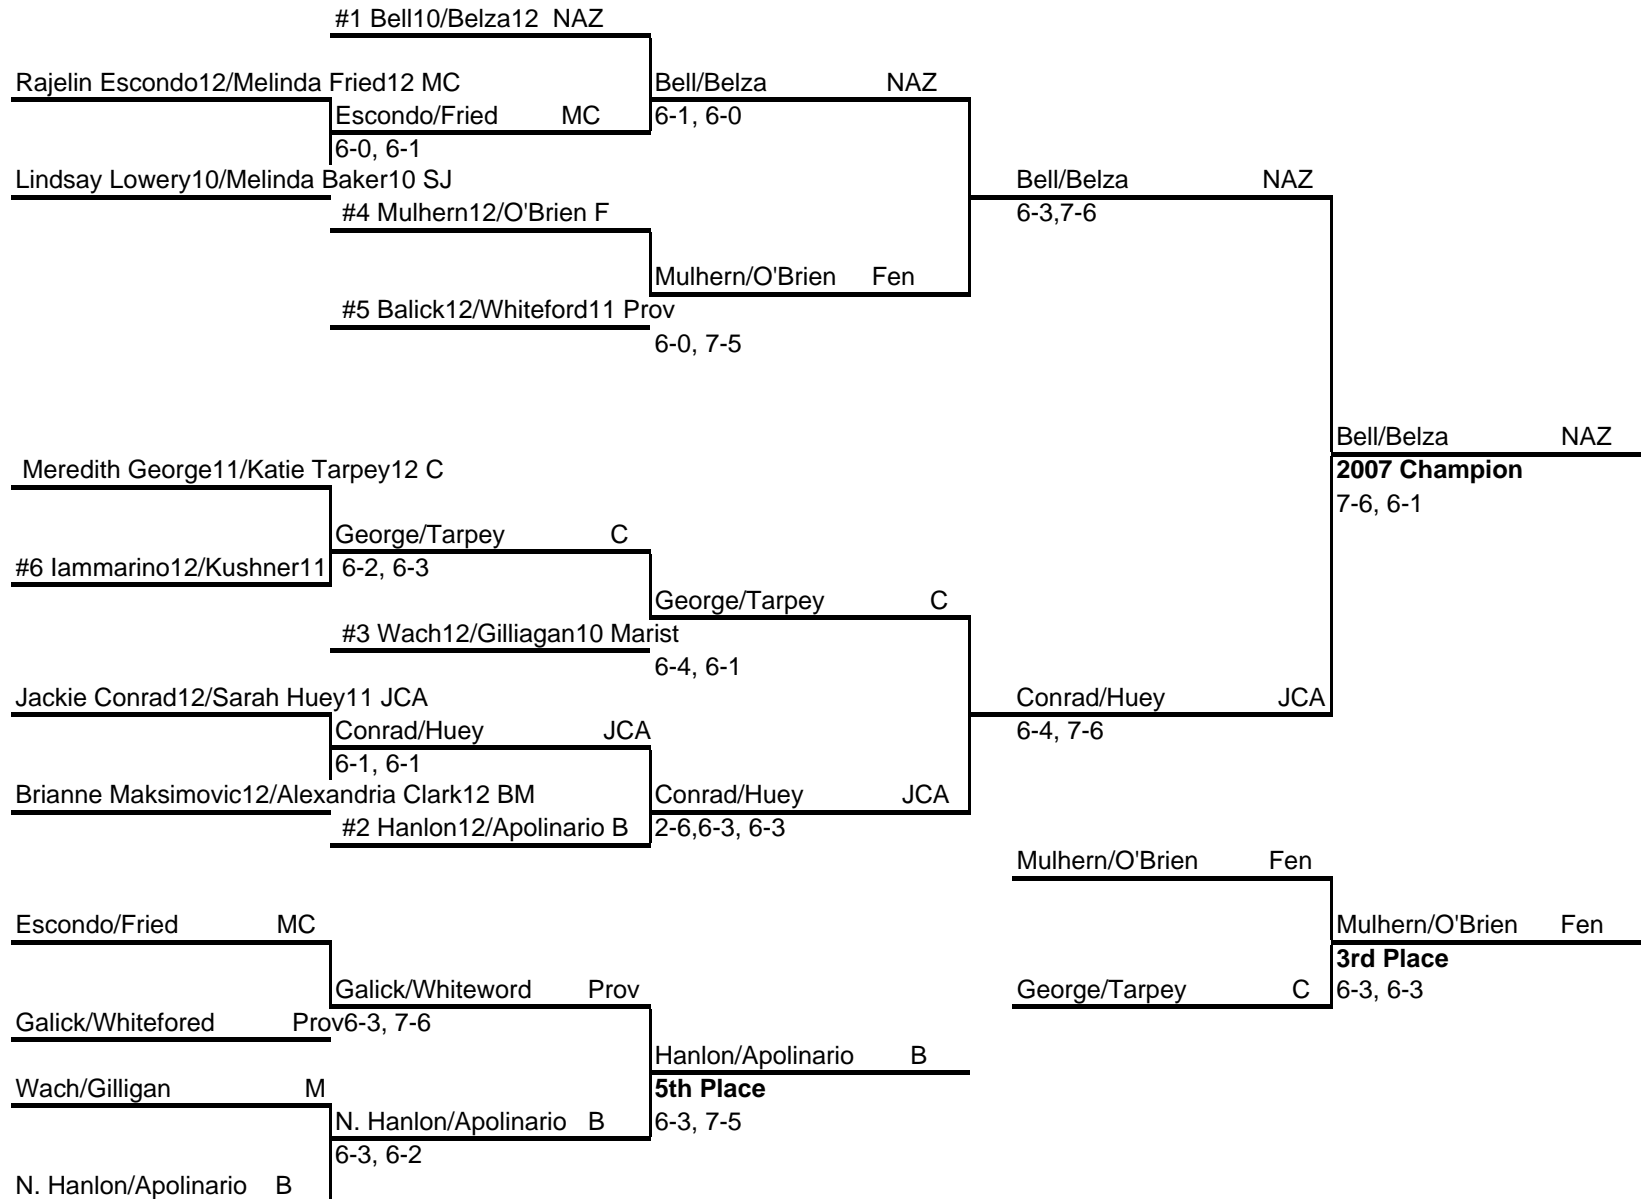 #1 Bell10/Belza12 NAZ
Rajelin Escondo12/Melinda Fried12 MC
Bell/Belza NAZ
Escondo/Fried MC
6-1, 6-0
6-0, 6-1
Lindsay Lowery10/Melinda Baker10 SJ
Bell/Belza NAZ
#4 Mulhern12/O'Brien F
6-3,7-6
Mulhern/O'Brien Fen
#5 Balick12/Whiteford11 Prov
6-0, 7-5
Bell/Belza NAZ
Meredith George11/Katie Tarpey12 C
2007 Champion
7-6, 6-1
George/Tarpey C
#6 Iammarino12/Kushner11
6-2, 6-3
George/Tarpey C
#3 Wach12/Gilliagan10 Marist
6-4, 6-1
Jackie Conrad12/Sarah Huey11 JCA
Conrad/Huey JCA
Conrad/Huey JCA
6-4, 7-6
6-1, 6-1
Brianne Maksimovic12/Alexandria Clark12 BM
Conrad/Huey JCA
#2 Hanlon12/Apolinario B
2-6,6-3, 6-3
Mulhern/O'Brien Fen
Escondo/Fried MC
Mulhern/O'Brien Fen
3rd Place
Galick/Whiteword Prov
George/Tarpey C
6-3, 6-3
Galick/Whitefored Prov
6-3, 7-6
Hanlon/Apolinario B
Wach/Gilligan M
5th Place
N. Hanlon/Apolinario B
6-3, 7-5
6-3, 6-2
N. Hanlon/Apolinario B